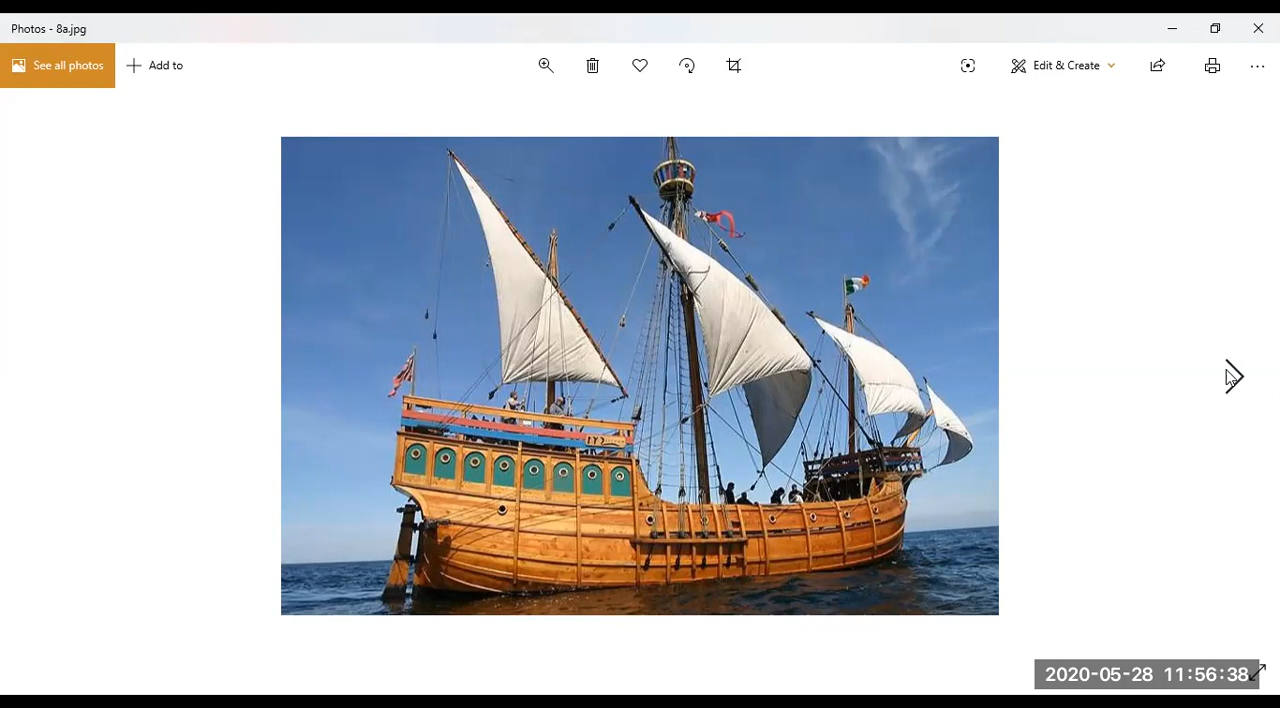 Photos - 8a.jpg
See all photos
Add to
Edit & Create
2020-05-28 11:56:38